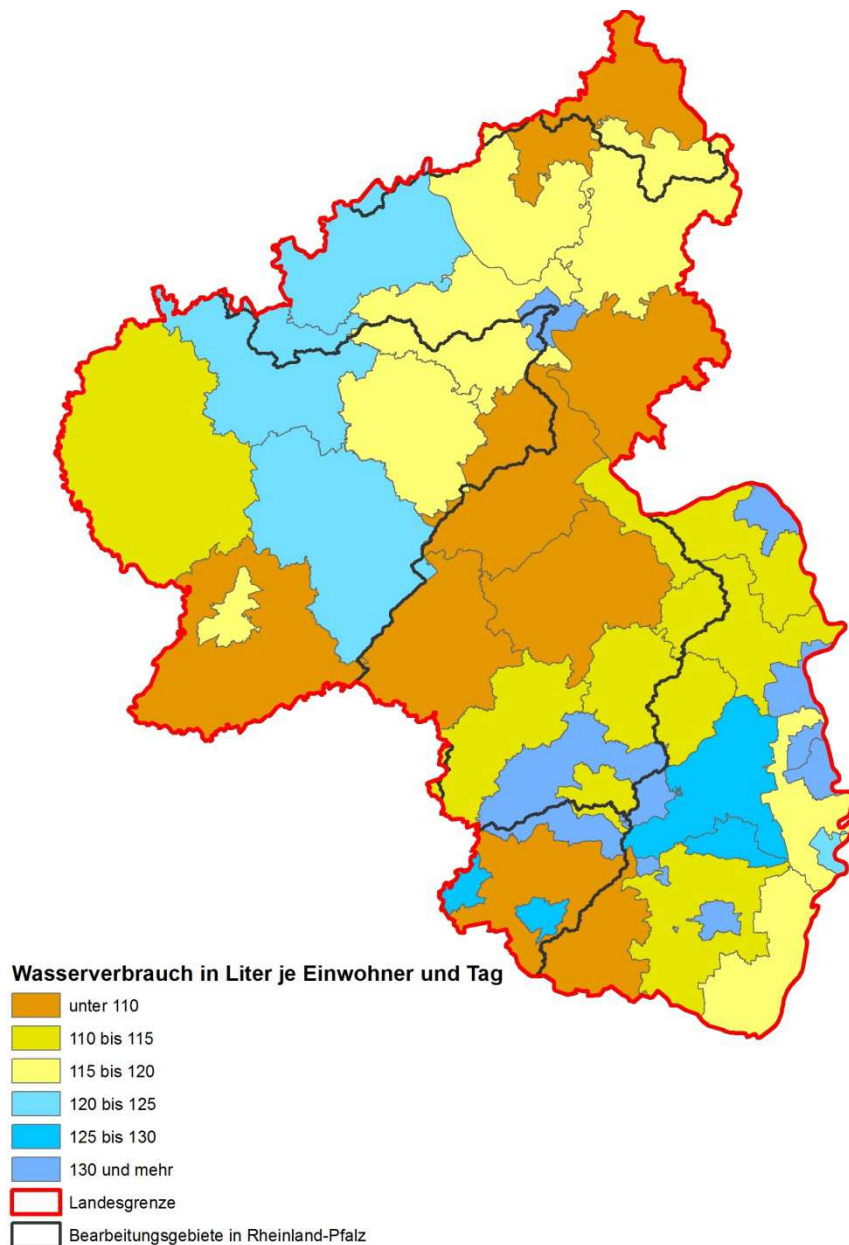 Wasserverbrauch in Liter je Einwohner und Tag
unter 110
110 bis 115
115 bis 120
120 bis 125
125 bis 130
130 und mehr
Landesgrenze
Bearbeitungsgebiete in Rheinland-Pfalz